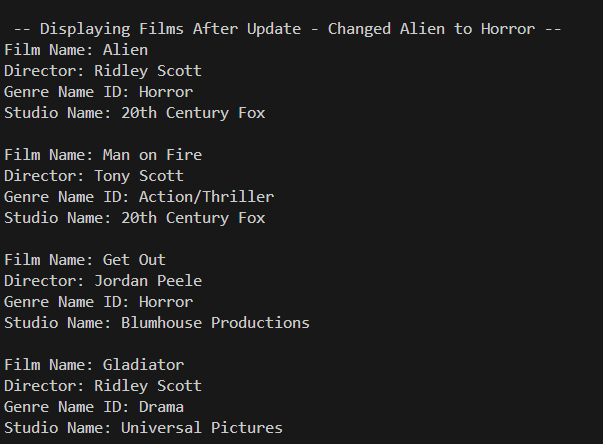 -- Displaying Films After Update - Changed Alien to Horror --
Film Name: Alien
Director: Ridley Scott
Genre Name ID: Horror
Studio Name: 20th Century Fox
Film Name: Man on Fire
Director: Tony Scott
Genre Name ID: Action/Thriller
Studio Name: 20th Century Fox
Film Name: Get Out
Director: Jordan Peele
Genre Name ID: Horror
Studio Name: Blumhouse Productions
Film Name: Gladiator
Director: Ridley Scott
Genre Name ID: Drama
Studio Name: Universal Pictures